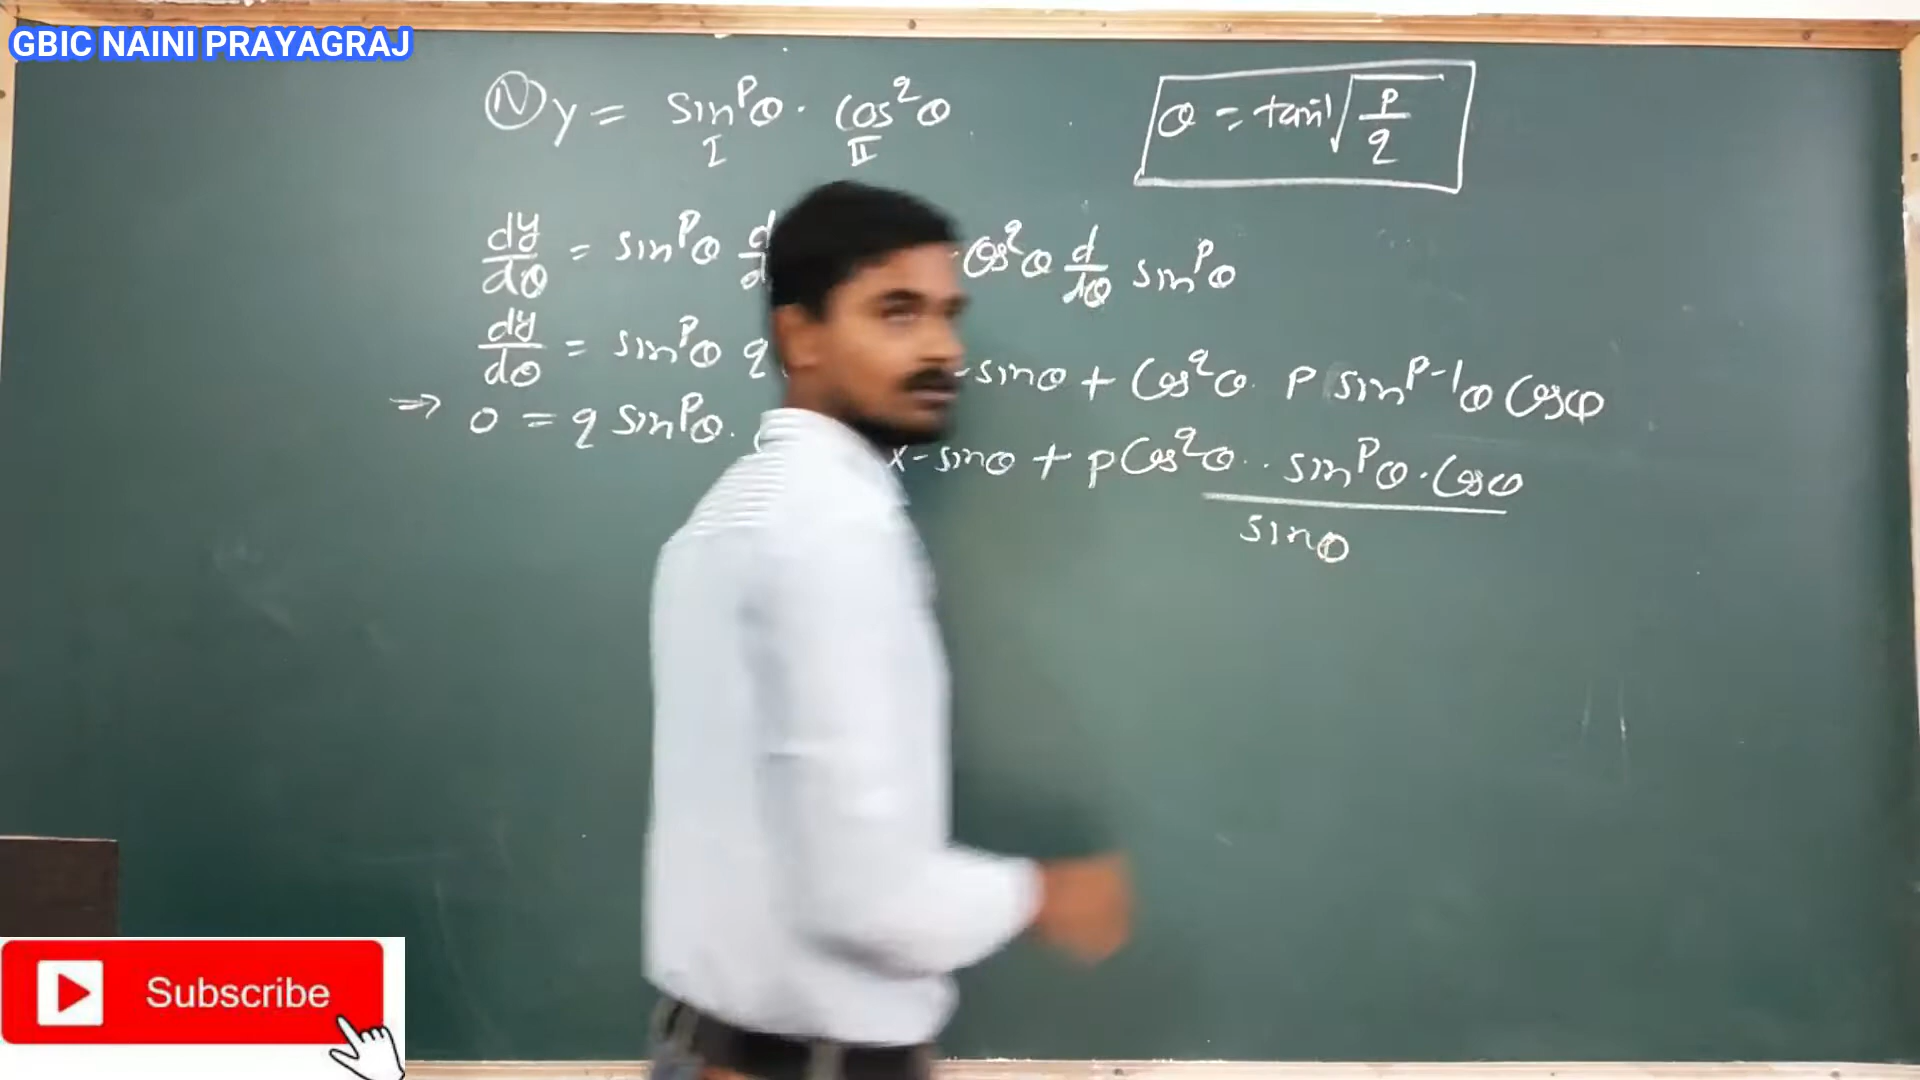 GBIC NAINI PRAYAGRAJ
(IV) y = sin^p θ · cos^q θ
I II
θ = tan⁻¹ √(p/q)
dy/dθ = sin^p θ d cos^q θ d/dθ sin^p θ
dy/dθ = sin^p θ q - sin θ + cos^q θ · p sin^(p-1) θ cos θ
⇒ 0 = q sin^p θ · x - sin θ + p cos^q θ · · sin^p θ · cos θ
sin θ
Subscribe